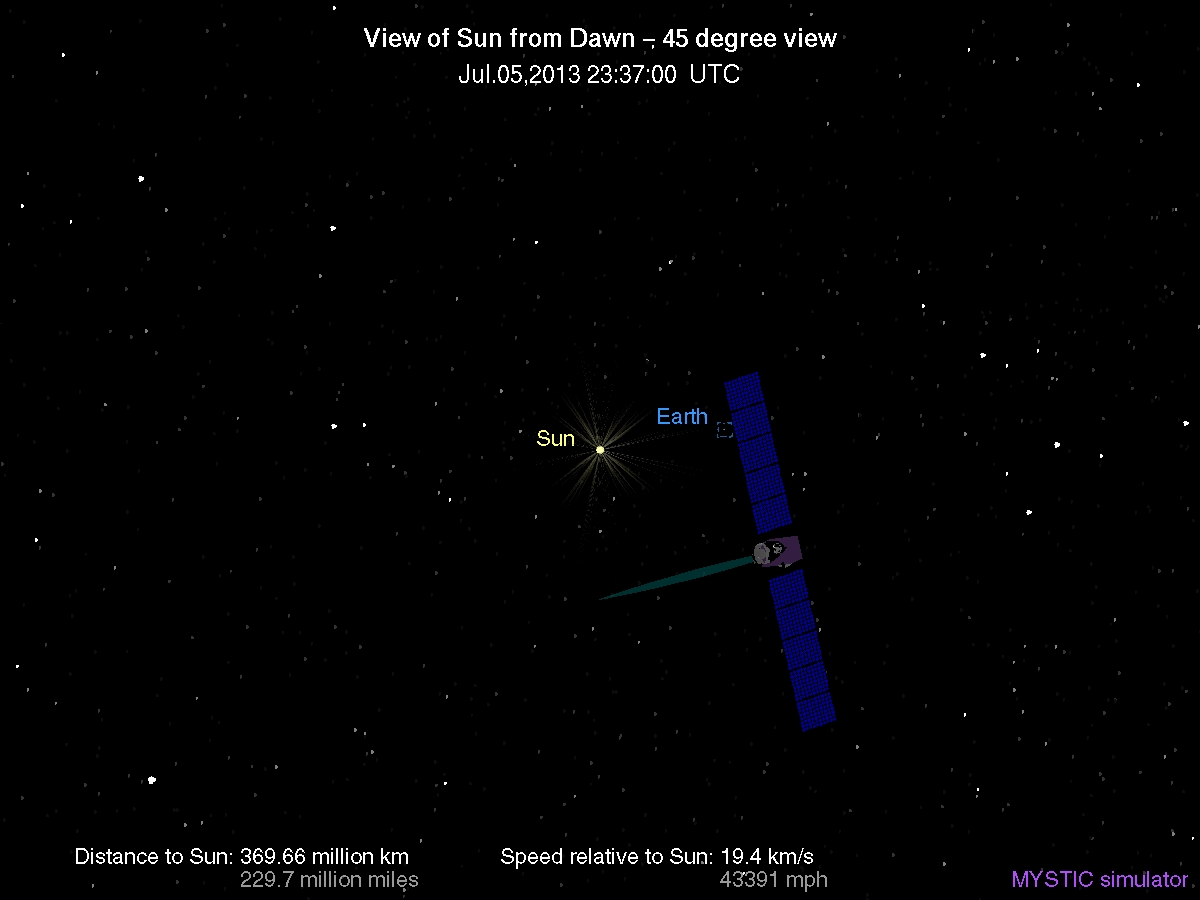 View of Sun from Dawn – 45 degree view
Jul.05,2013 23:37:00 UTC
Earth
Sun
Distance to Sun: 369.66 million km
229.7 million miles
Speed relative to Sun: 19.4 km/s
43391 mph
MYSTIC simulator